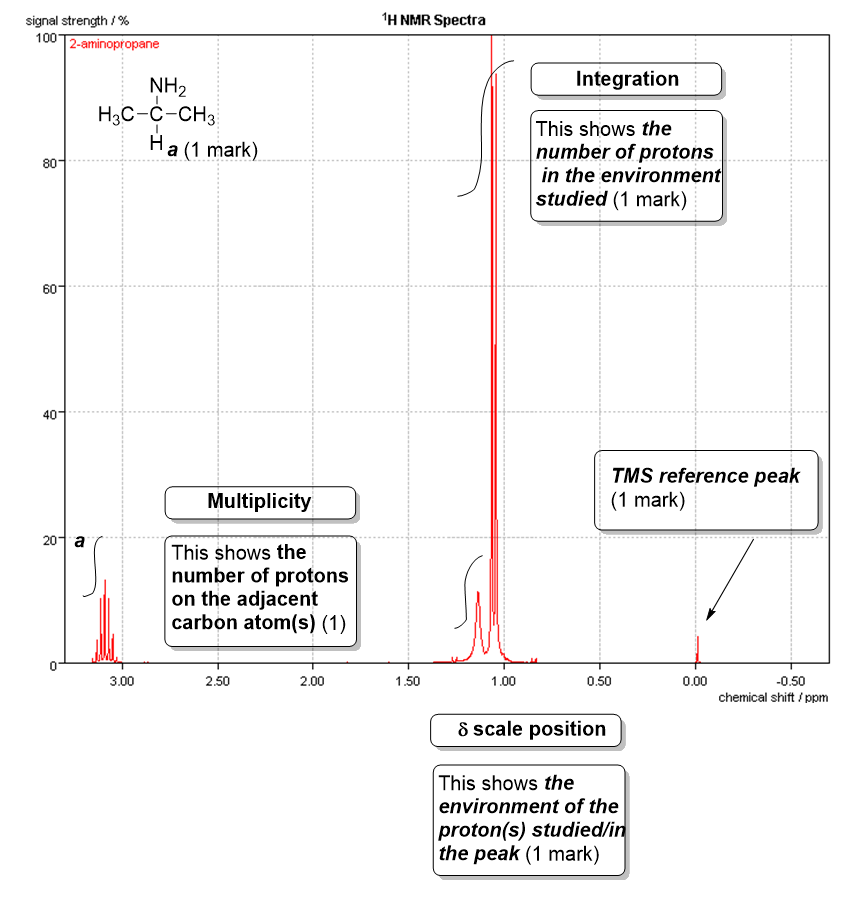 signal strength / %
¹H NMR Spectra
100
2-aminopropane
NH₂
H₃C–C–CH₃
H a (1 mark)
Integration
This shows the
number of protons
in the environment
studied (1 mark)
80
60
40
TMS reference peak
(1 mark)
Multiplicity
This shows the
number of protons
on the adjacent
carbon atom(s) (1)
20
a
0
3.00 2.50 2.00 1.50 1.00 0.50 0.00 -0.50
chemical shift / ppm
δ scale position
This shows the
environment of the
proton(s) studied/in
the peak (1 mark)